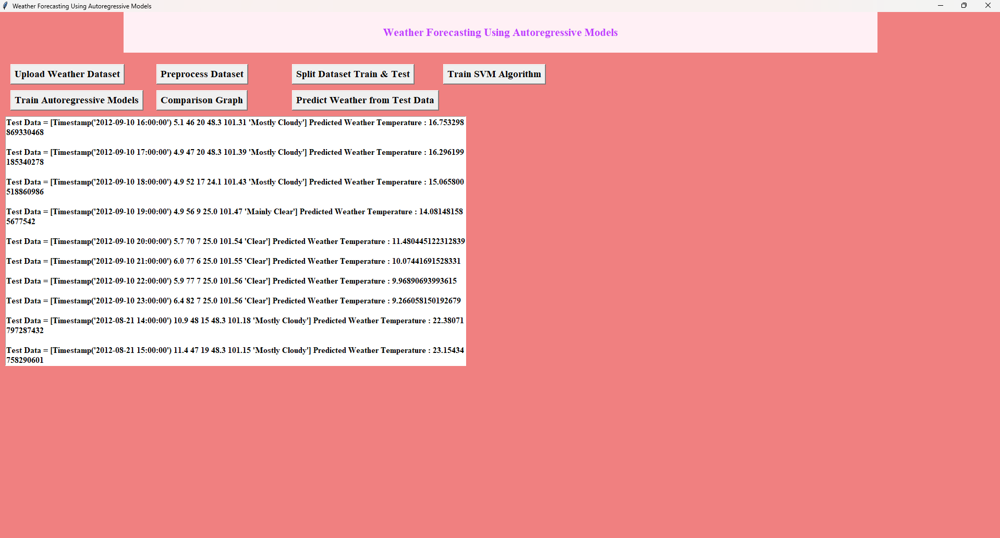 Weather Forecasting Using Autoregressive Models
Weather Forecasting Using Autoregressive Models
Upload Weather Dataset
Preprocess Dataset
Split Dataset Train & Test
Train SVM Algorithm
Train Autoregressive Models
Comparison Graph
Predict Weather from Test Data
Test Data = [Timestamp('2012-09-10 16:00:00') 5.1 46 20 48.3 101.31 'Mostly Cloudy'] Predicted Weather Temperature : 16.753298
869330468
Test Data = [Timestamp('2012-09-10 17:00:00') 4.9 47 20 48.3 101.39 'Mostly Cloudy'] Predicted Weather Temperature : 16.296199
185340278
Test Data = [Timestamp('2012-09-10 18:00:00') 4.9 52 17 24.1 101.43 'Mostly Cloudy'] Predicted Weather Temperature : 15.065800
518860986
Test Data = [Timestamp('2012-09-10 19:00:00') 4.9 56 9 25.0 101.47 'Mainly Clear'] Predicted Weather Temperature : 14.08148158
5677542
Test Data = [Timestamp('2012-09-10 20:00:00') 5.7 70 7 25.0 101.54 'Clear'] Predicted Weather Temperature : 11.480445122312839
Test Data = [Timestamp('2012-09-10 21:00:00') 6.0 77 6 25.0 101.55 'Clear'] Predicted Weather Temperature : 10.07441691528331
Test Data = [Timestamp('2012-09-10 22:00:00') 5.9 77 7 25.0 101.56 'Clear'] Predicted Weather Temperature : 9.96890693993615
Test Data = [Timestamp('2012-09-10 23:00:00') 6.4 82 7 25.0 101.56 'Clear'] Predicted Weather Temperature : 9.266058150192679
Test Data = [Timestamp('2012-08-21 14:00:00') 10.9 48 15 48.3 101.18 'Mostly Cloudy'] Predicted Weather Temperature : 22.38071
797287432
Test Data = [Timestamp('2012-08-21 15:00:00') 11.4 47 19 48.3 101.15 'Mostly Cloudy'] Predicted Weather Temperature : 23.15434
758290601